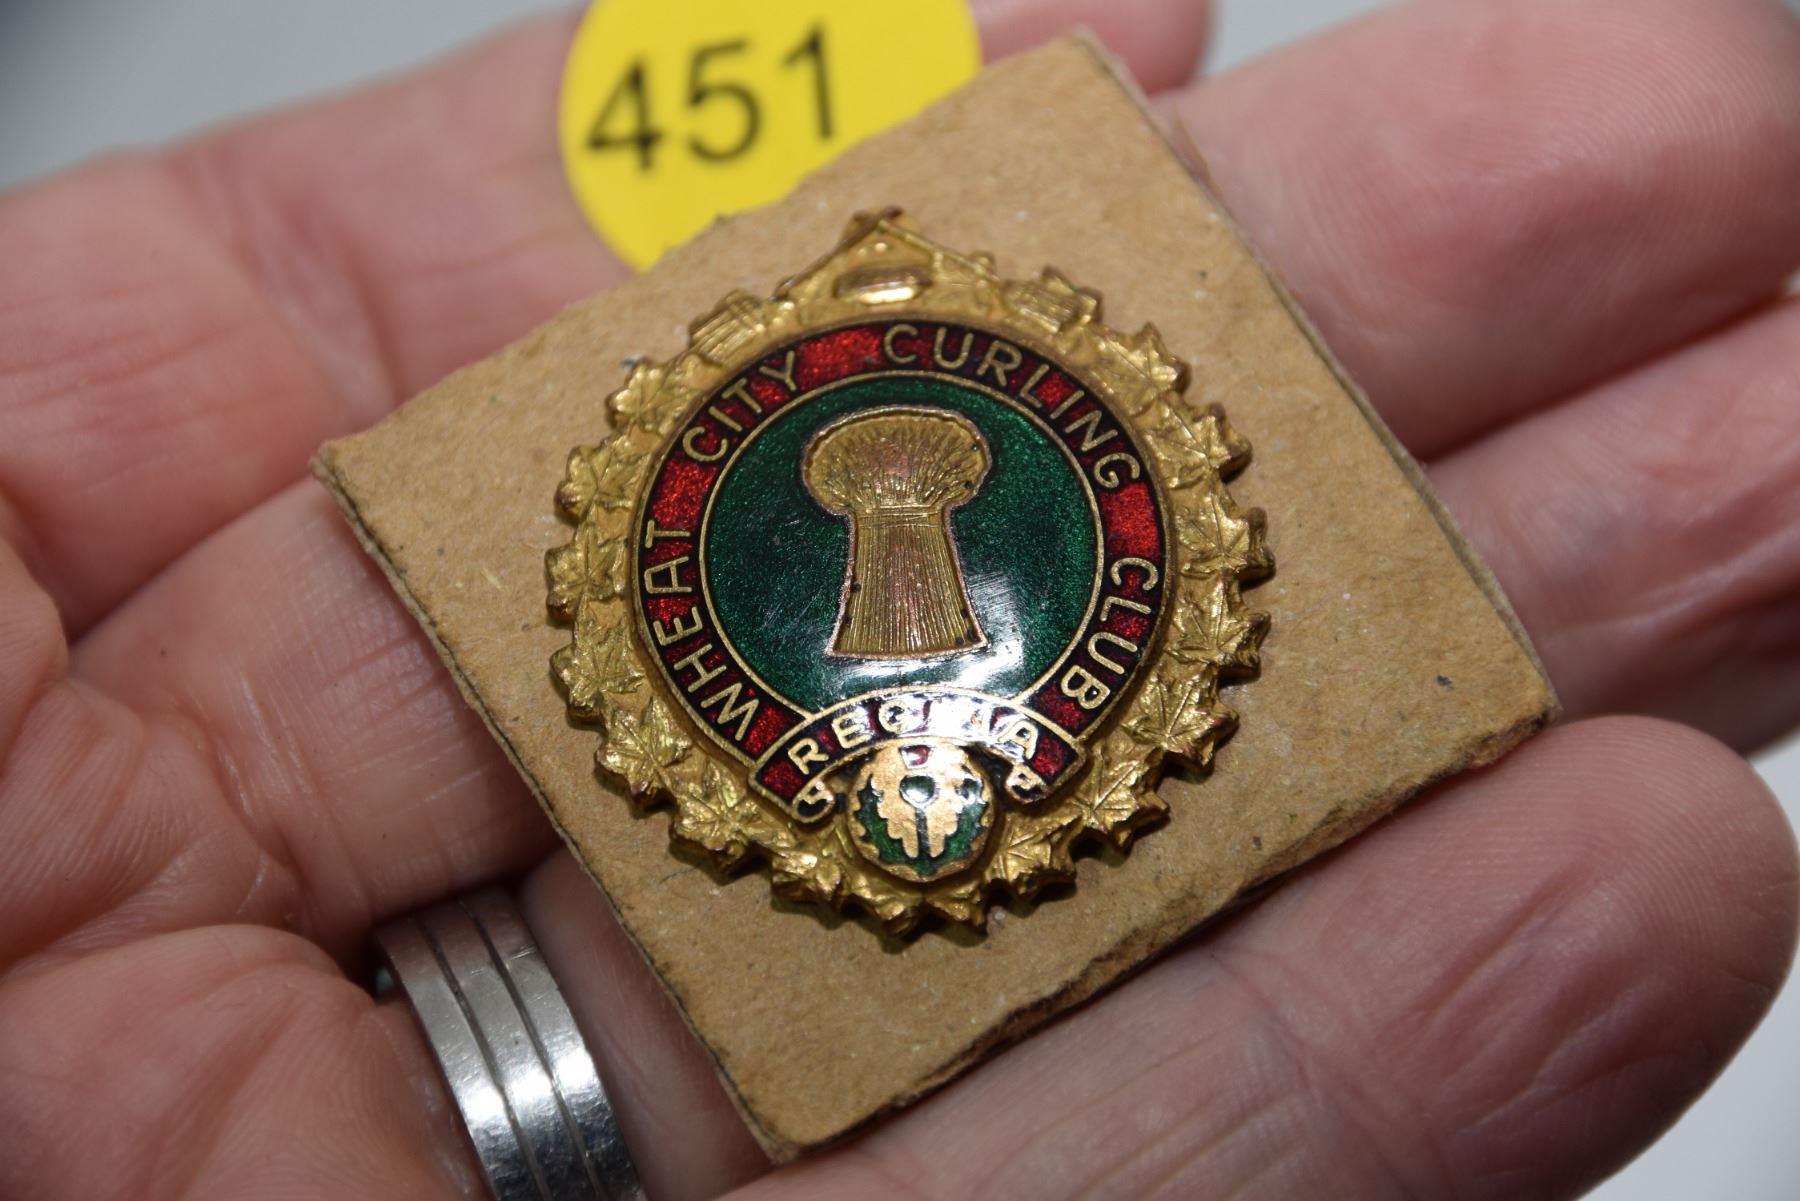 451
WHEAT CITY CURLING CLUB
REGINA